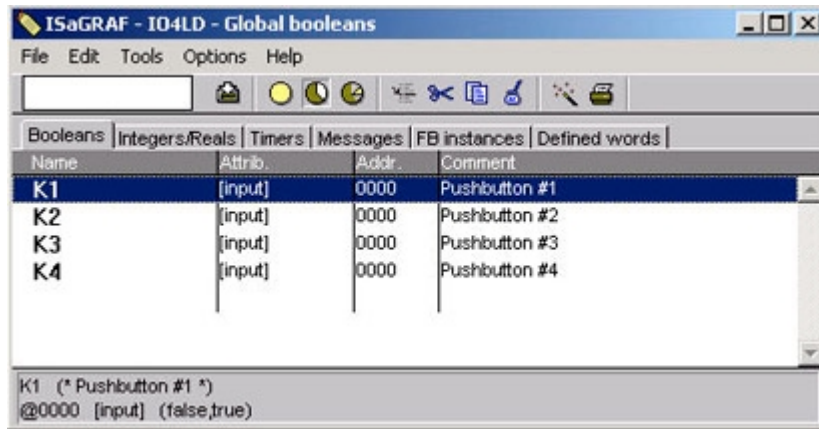 ISaGRAF - IO4LD - Global booleans
File Edit Tools Options Help
Booleans Integers/Reals Timers Messages FB instances Defined words
Name Attrib. Addr. Comment
K1 [input] 0000 Pushbutton #1
K2 [input] 0000 Pushbutton #2
K3 [input] 0000 Pushbutton #3
K4 [input] 0000 Pushbutton #4
K1 (* Pushbutton #1 *)
@0000 [input] (false,true)